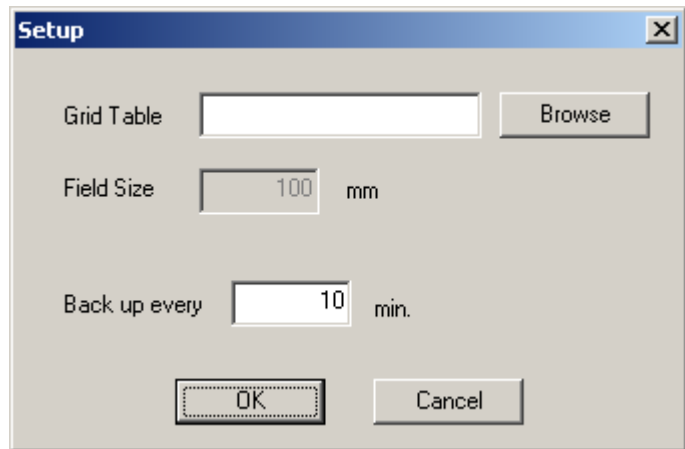 Setup
Grid Table Browse
Field Size 100 mm
Back up every 10 min.
OK Cancel